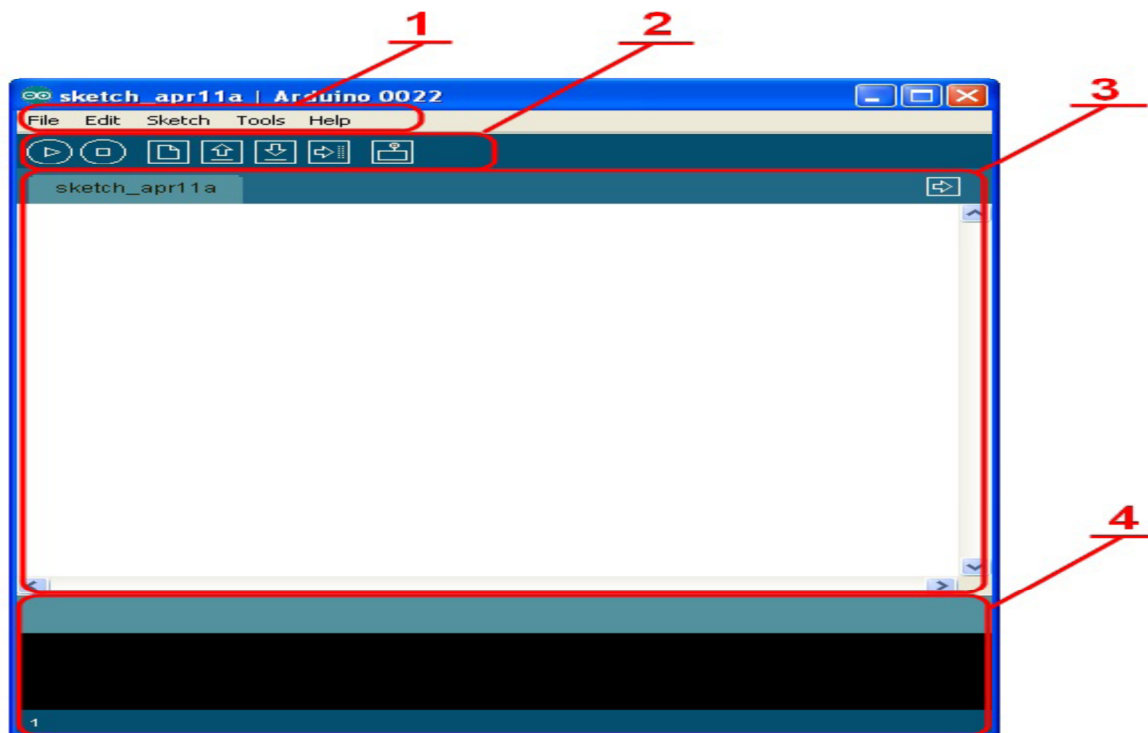 1
2
sketch_apr11a | Arduino 0022
3
File Edit Sketch Tools Help
sketch_apr11a
4
1